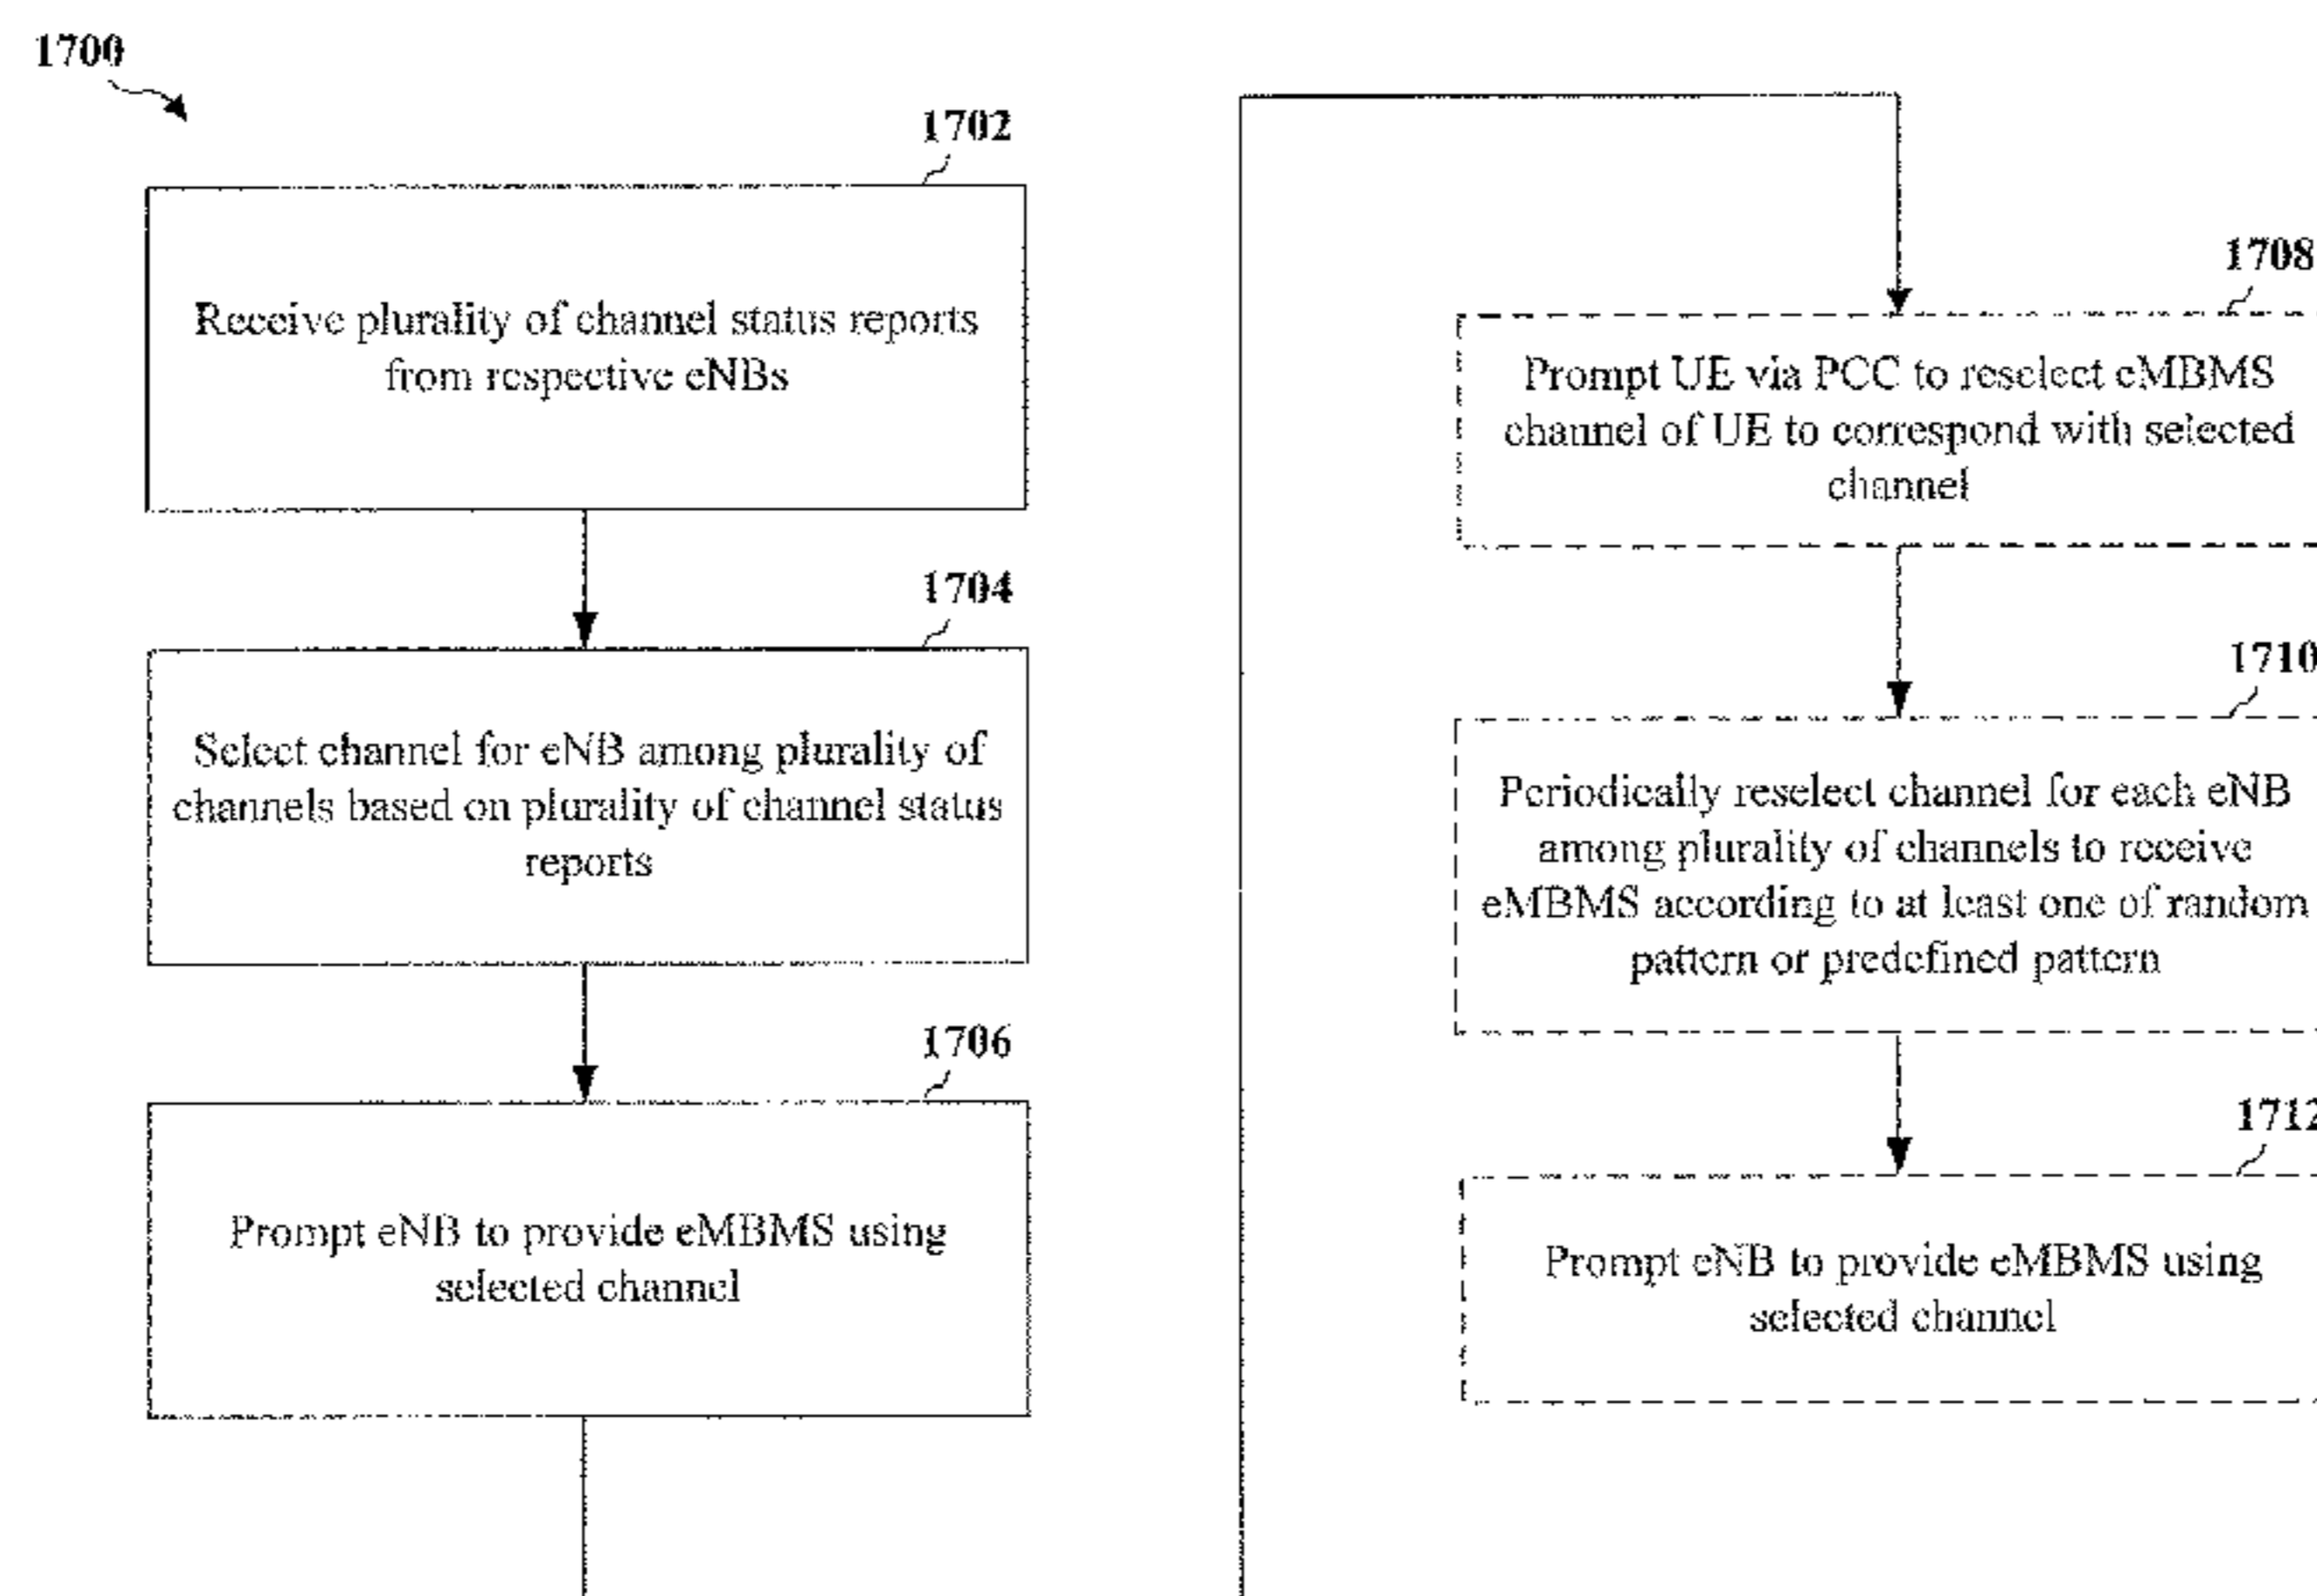 1700
1702
Receive plurality of channel status reports
from respective eNBs
1704
Select channel for eNB among plurality of
channels based on plurality of channel status
reports
1706
Prompt eNB to provide eMBMS using
selected channel
1708
Prompt UE via PCC to reselect eMBMS
channel of UE to correspond with selected
channel
1710
Periodically reselect channel for each eNB
among plurality of channels to receive
eMBMS according to at least one of random
pattern or predefined pattern
1712
Prompt eNB to provide eMBMS using
selected channel